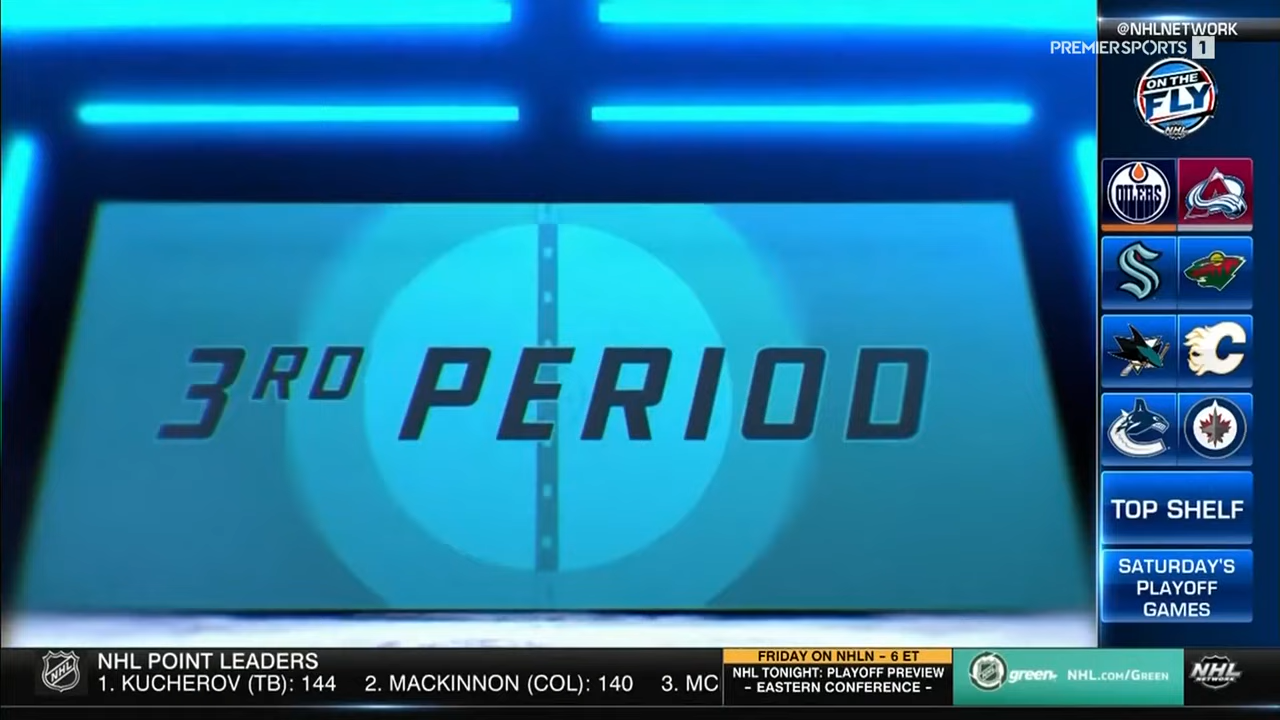 @NHLNETWORK
PREMIER SPORTS 1
ON THE
FLY
NHL
OILERS
3RD PERIOD
TOP SHELF
SATURDAY'S
PLAYOFF
GAMES
NHL
NHL POINT LEADERS
1. KUCHEROV (TB): 144 2. MACKINNON (COL): 140 3. MC
FRIDAY ON NHLN - 6 ET
NHL TONIGHT: PLAYOFF PREVIEW
- EASTERN CONFERENCE -
green NHL.COM/GREEN
NHL
NETWORK